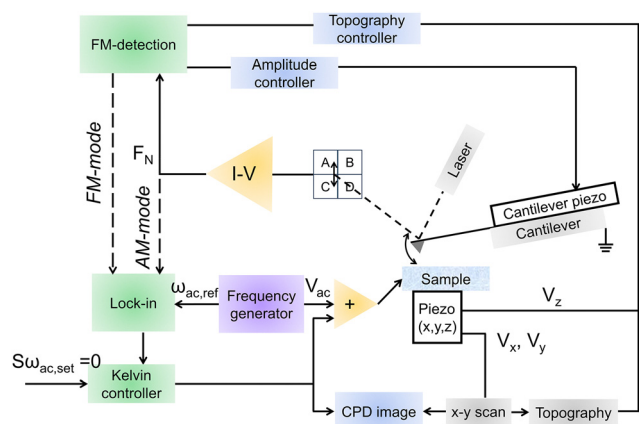 FM-detection
Topography
controller
Amplitude
controller
FM-mode
F_N
AM-mode
I-V
A B
C D
Laser
Cantilever piezo
Cantilever
Sample
Piezo
(x,y,z)
V_z
V_x, V_y
Lock-in
ω_ac,ref
Frequency
generator
V_ac
+
Sω_ac,set =0
Kelvin
controller
CPD image
x-y scan
Topography